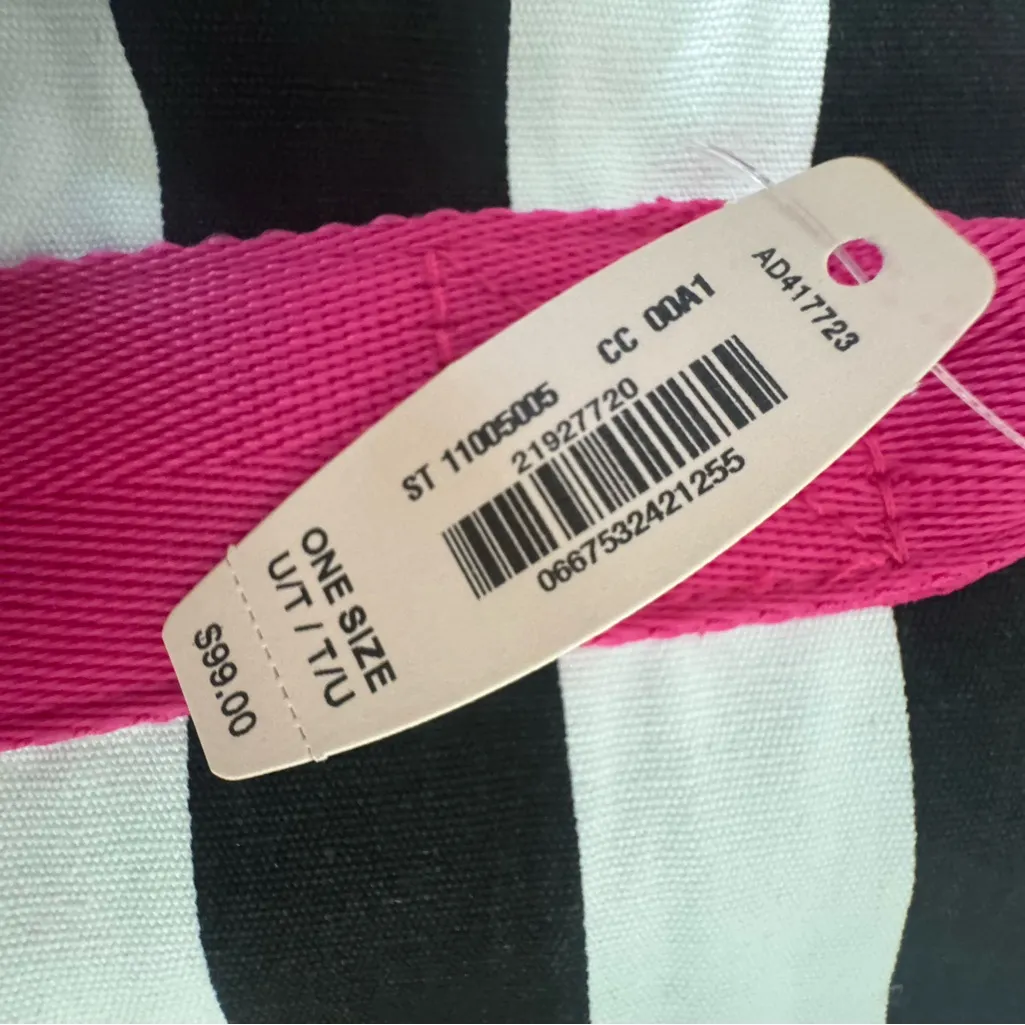 AD417723
ST 11005005 CC 00A1
21927720
0667532421255
ONE SIZE
U/T / T/U
$99.00